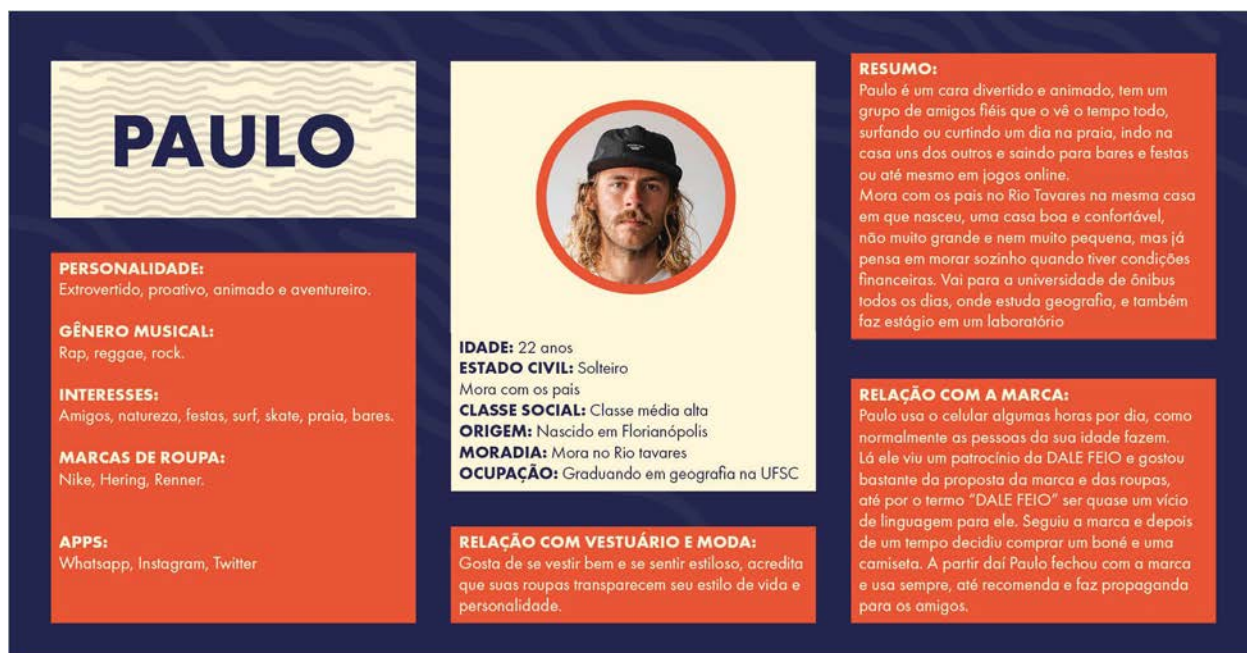 PAULO
PERSONALIDADE:
Extrovertido, proativo, animado e aventureiro.
GÊNERO MUSICAL:
Rap, reggae, rock.
INTERESSES:
Amigos, natureza, festas, surf, skate, praia, bares.
MARCAS DE ROUPA:
Nike, Hering, Renner.
APPS:
Whatsapp, Instagram, Twitter
IDADE: 22 anos
ESTADO CIVIL: Solteiro
Mora com os pais
CLASSE SOCIAL: Classe média alta
ORIGEM: Nascido em Florianópolis
MORADIA: Mora no Rio tavares
OCUPAÇÃO: Graduando em geografia na UFSC
RELAÇÃO COM VESTUÁRIO E MODA:
Gosta de se vestir bem e se sentir estiloso, acredita
que suas roupas transparecem seu estilo de vida e
personalidade.
RESUMO:
Paulo é um cara divertido e animado, tem um
grupo de amigos fiéis que o vê o tempo todo,
surfando ou curtindo um dia na praia, indo na
casa uns dos outros e saindo para bares e festas
ou até mesmo em jogos online.
Mora com os pais no Rio Tavares na mesma casa
em que nasceu, uma casa boa e confortável,
não muito grande e nem muito pequena, mas já
pensa em morar sozinho quando tiver condições
financeiras. Vai para a universidade de ônibus
todos os dias, onde estuda geografia, e também
faz estágio em um laboratório
RELAÇÃO COM A MARCA:
Paulo usa o celular algumas horas por dia, como
normalmente as pessoas da sua idade fazem.
Lá ele viu um patrocínio da DALE FEIO e gostou
bastante da proposta da marca e das roupas,
até por o termo “DALE FEIO” ser quase um vício
de linguagem para ele. Seguiu a marca e depois
de um tempo decidiu comprar um boné e uma
camiseta. A partir daí Paulo fechou com a marca
e usa sempre, até recomenda e faz propaganda
para os amigos.